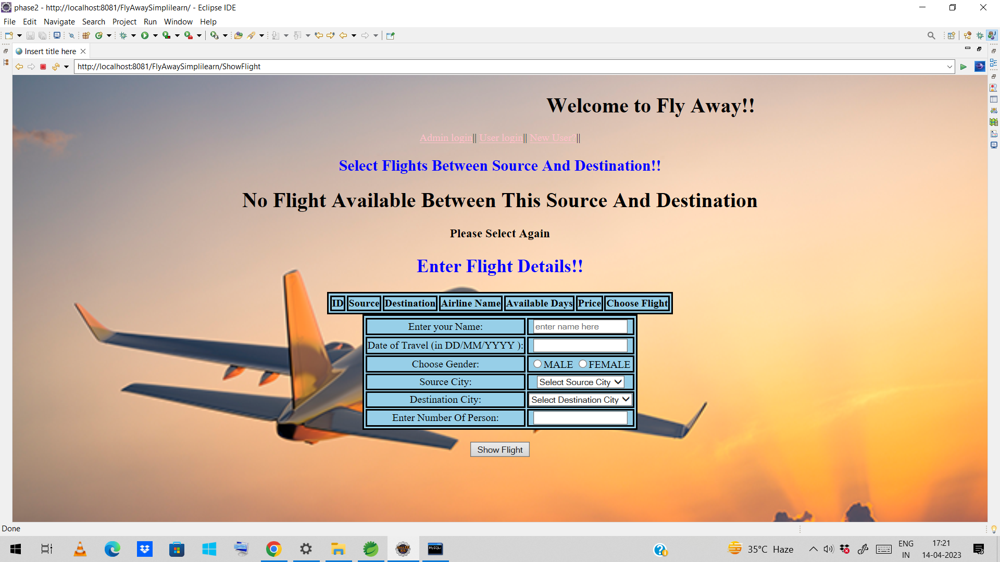 phase2 - http://localhost:8081/FlyAwaySimplilearn/ - Eclipse IDE
File Edit Navigate Search Project Run Window Help
Insert title here
http://localhost:8081/FlyAwaySimplilearn/ShowFlight
Welcome to Fly Away!!
Admin login|| User login|| New User?||
Select Flights Between Source And Destination!!
No Flight Available Between This Source And Destination
Please Select Again
Enter Flight Details!!
ID Source Destination Airline Name Available Days Price Choose Flight
Enter your Name: enter name here
Date of Travel (in DD/MM/YYYY ):
Choose Gender: MALE FEMALE
Source City: Select Source City
Destination City: Select Destination City
Enter Number Of Person:
Show Flight
Done
35°C Haze
ENG
IN
17:21
14-04-2023